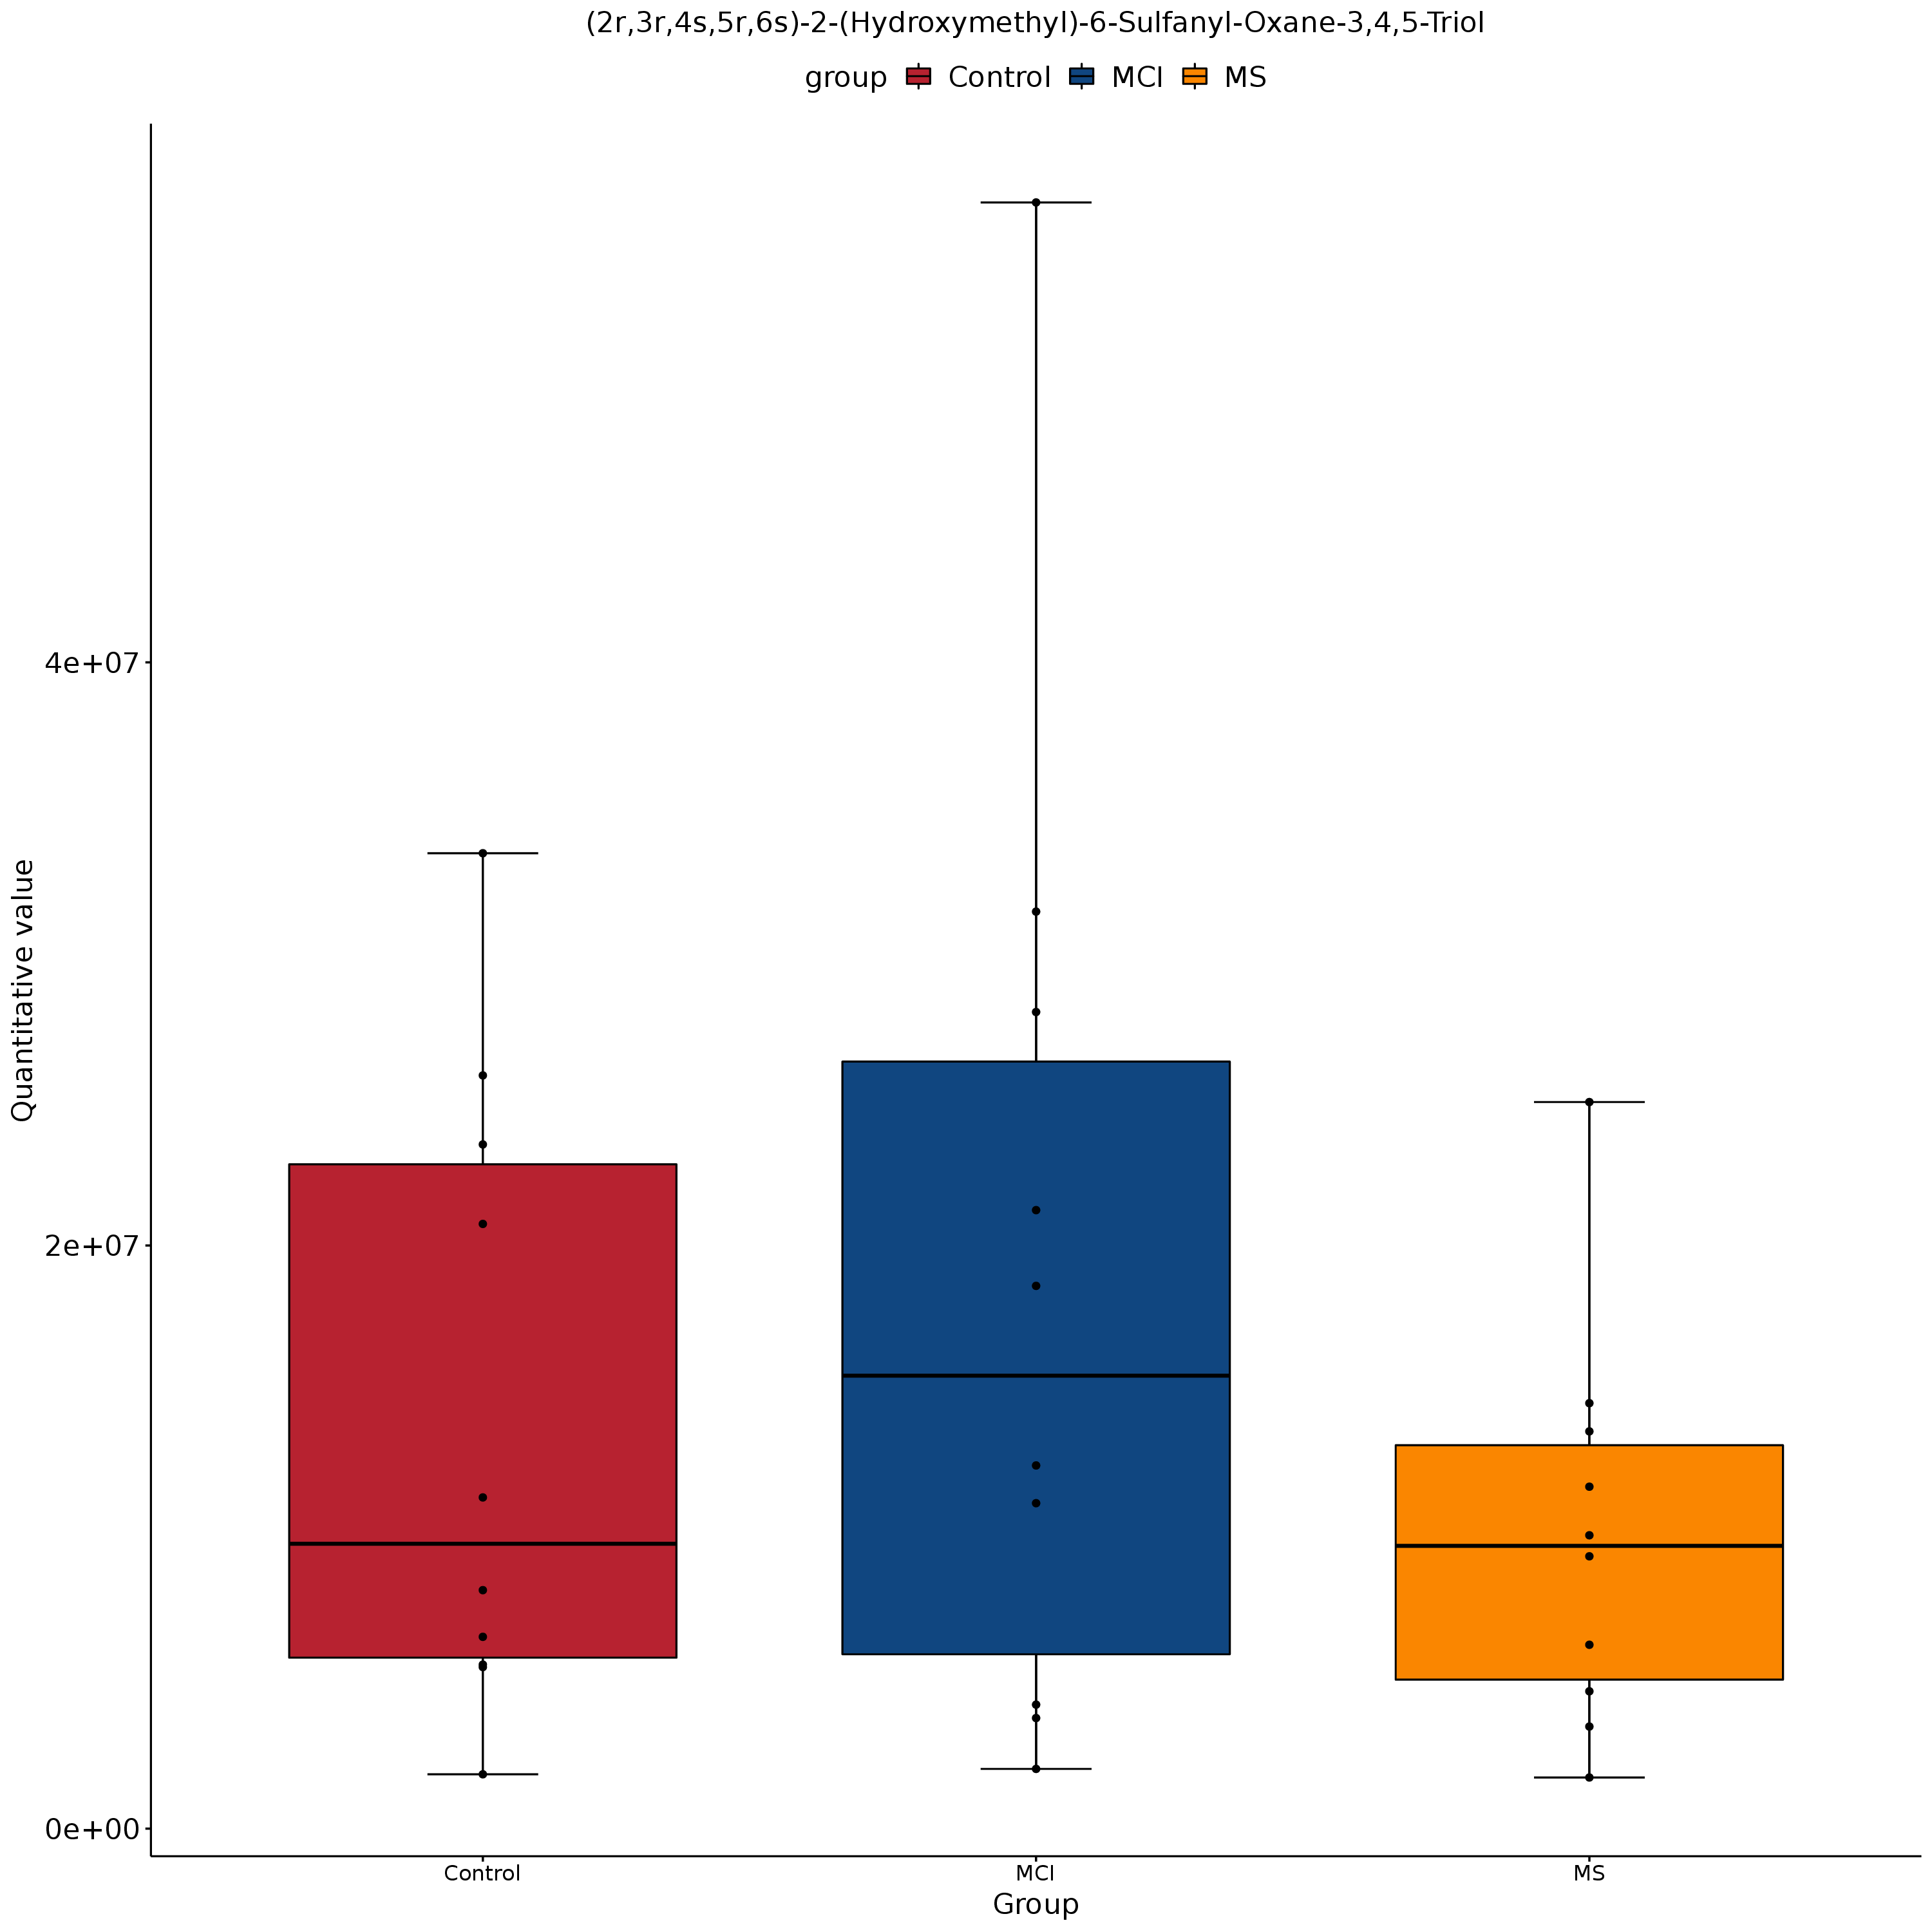 (2r,3r,4s,5r,6s)-2-(Hydroxymethyl)-6-Sulfanyl-Oxane-3,4,5-Triol
group Control MCI MS
Quantitative value
4e+07
2e+07
0e+00
Control MCI MS
Group